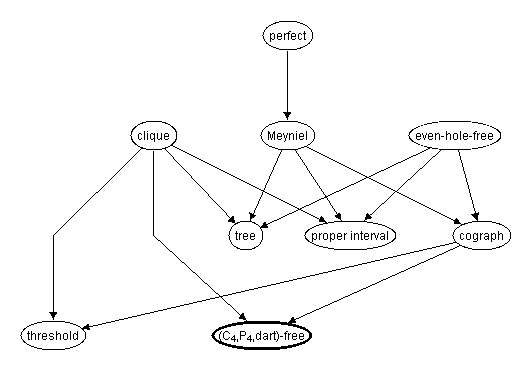 perfect
clique
Meyniel
even-hole-free
tree
proper interval
cograph
threshold
(C₄,P₄,dart)-free